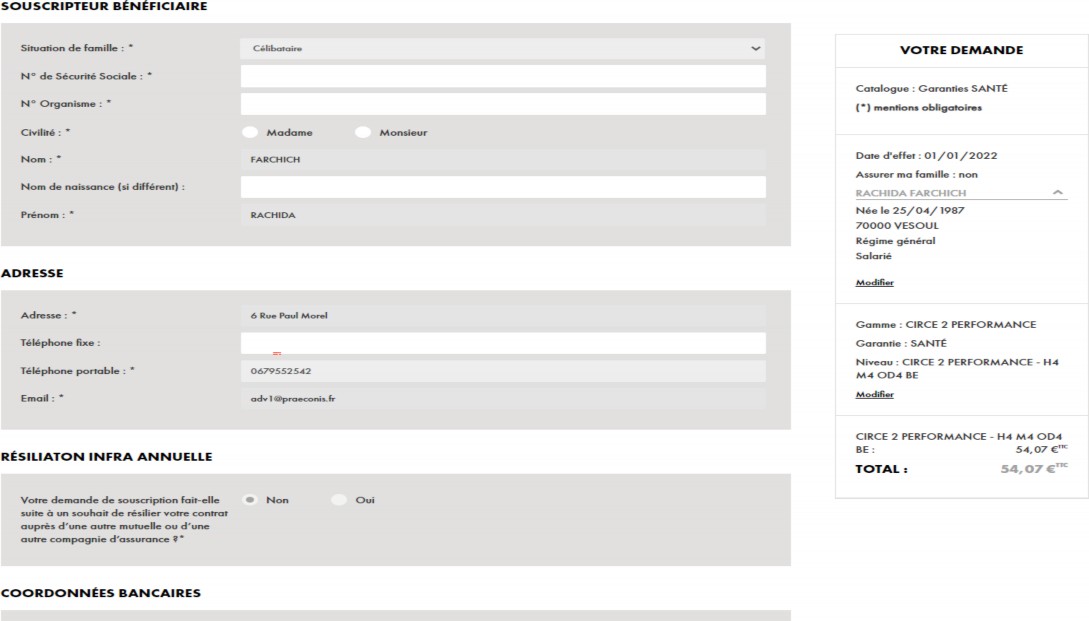 SOUSCRIPTEUR BÉNÉFICIAIRE
Situation de famille : * Célibataire
N° de Sécurité Sociale : *
N° Organisme : *
Civilité : * Madame Monsieur
Nom : * FARCHICH
Nom de naissance (si différent) :
Prénom : * RACHIDA
ADRESSE
Adresse : * 6 Rue Paul Morel
Téléphone fixe :
Téléphone portable : * 0679552542
Email : * adv1@praeconis.fr
RÉSILIATON INFRA ANNUELLE
Votre demande de souscription fait-elle Non Oui
suite à un souhait de résilier votre contrat
auprès d'une autre mutuelle ou d'une
autre compagnie d'assurance ?*
COORDONNÉES BANCAIRES
VOTRE DEMANDE
Catalogue : Garanties SANTÉ
(*) mentions obligatoires
Date d'effet : 01/01/2022
Assurer ma famille : non
RACHIDA FARCHICH
Née le 25/04/1987
70000 VESOUL
Régime général
Salarié
Modifier
Gamme : CIRCE 2 PERFORMANCE
Garantie : SANTÉ
Niveau : CIRCE 2 PERFORMANCE - H4
M4 OD4 BE
Modifier
CIRCE 2 PERFORMANCE - H4 M4 OD4
BE : 54,07 €TTC
TOTAL : 54,07 €TTC